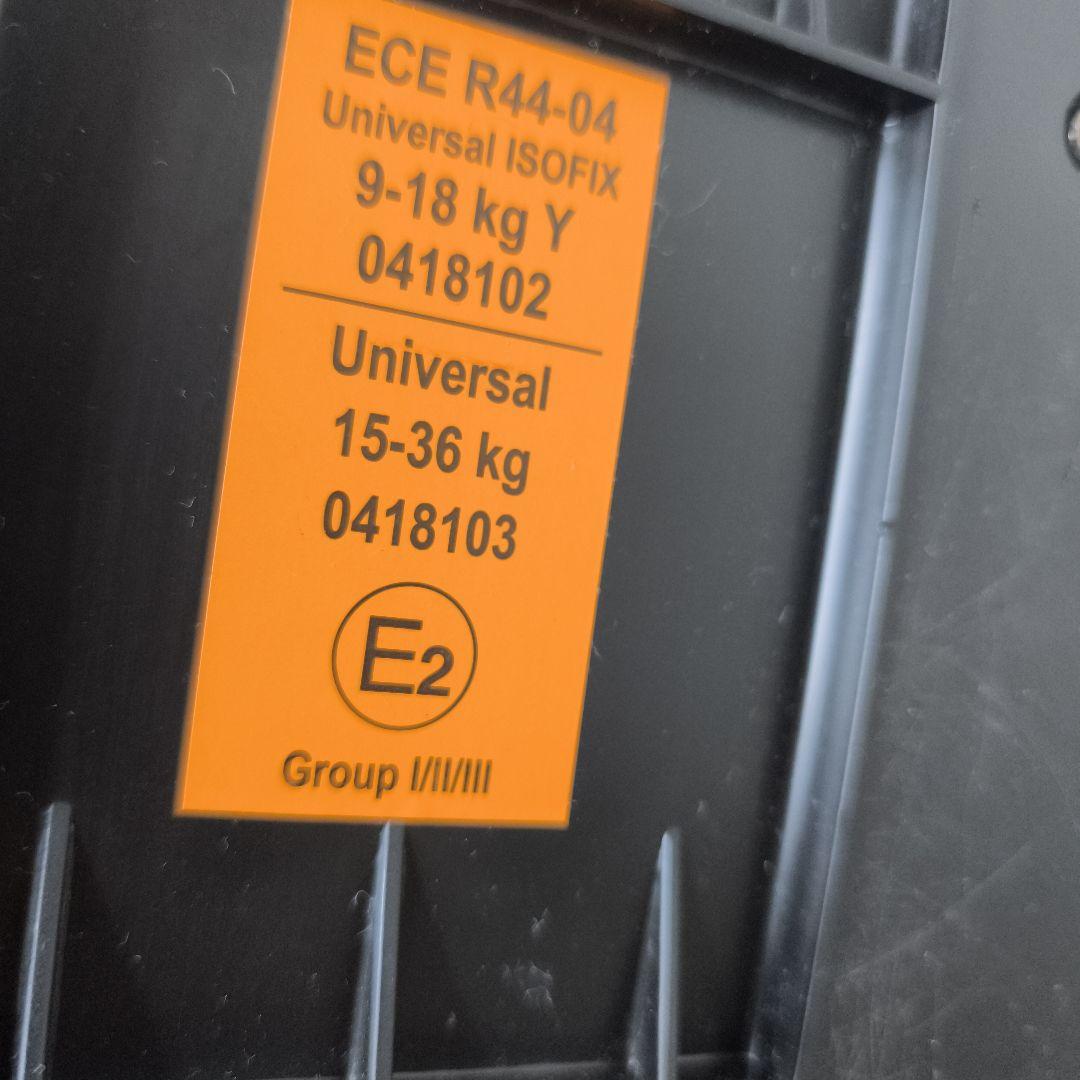 ECE R44-04
Universal ISOFIX
9-18 kg Y
0418102
Universal
15-36 kg
0418103
E2
Group I/II/III